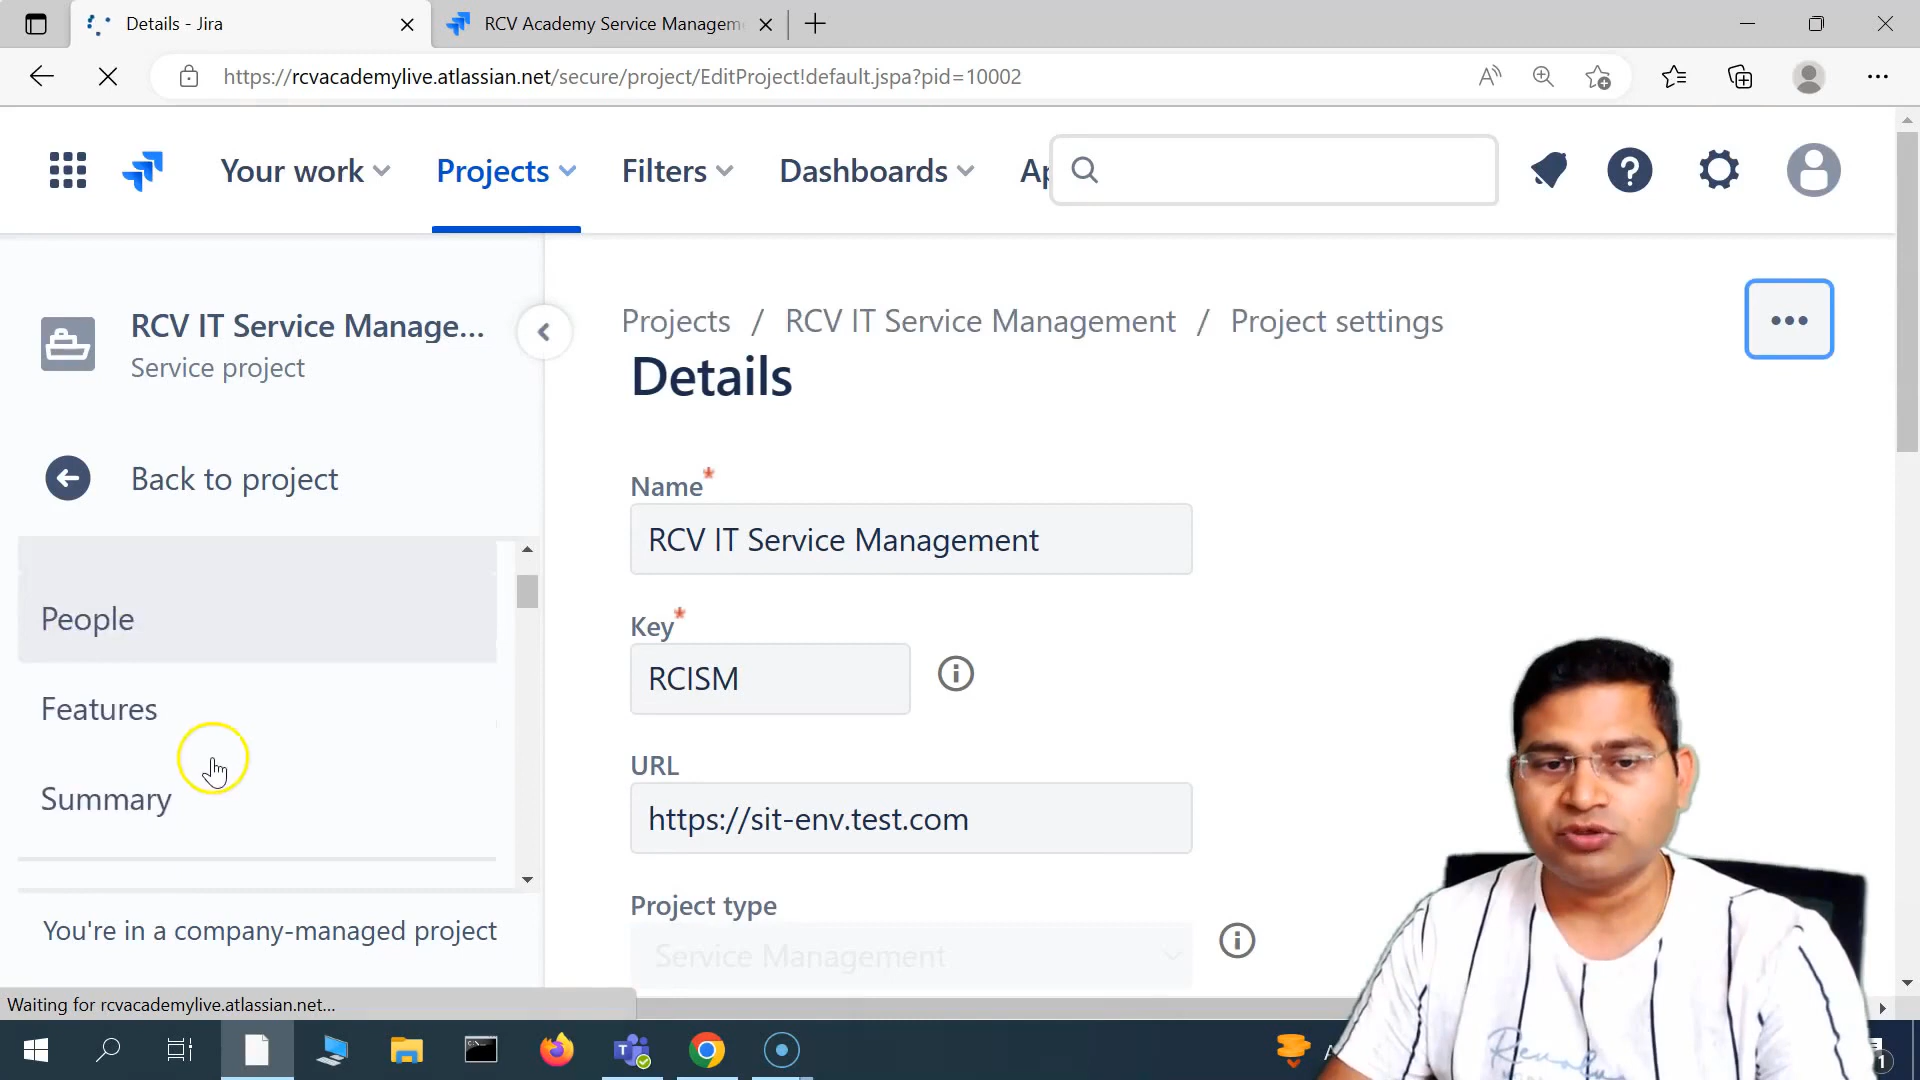 Details - Jira
RCV Academy Service Managem
https://rcvacademylive.atlassian.net/secure/project/EditProject!default.jspa?pid=10002
Your work
Projects
Filters
Dashboards
Ap
RCV IT Service Manage...
Service project
Back to project
People
Features
Summary
You're in a company-managed project
Projects / RCV IT Service Management / Project settings
Details
Name*
RCV IT Service Management
Key*
RCISM
URL
https://sit-env.test.com
Project type
Service Management
Waiting for rcvacademylive.atlassian.net...
A
1